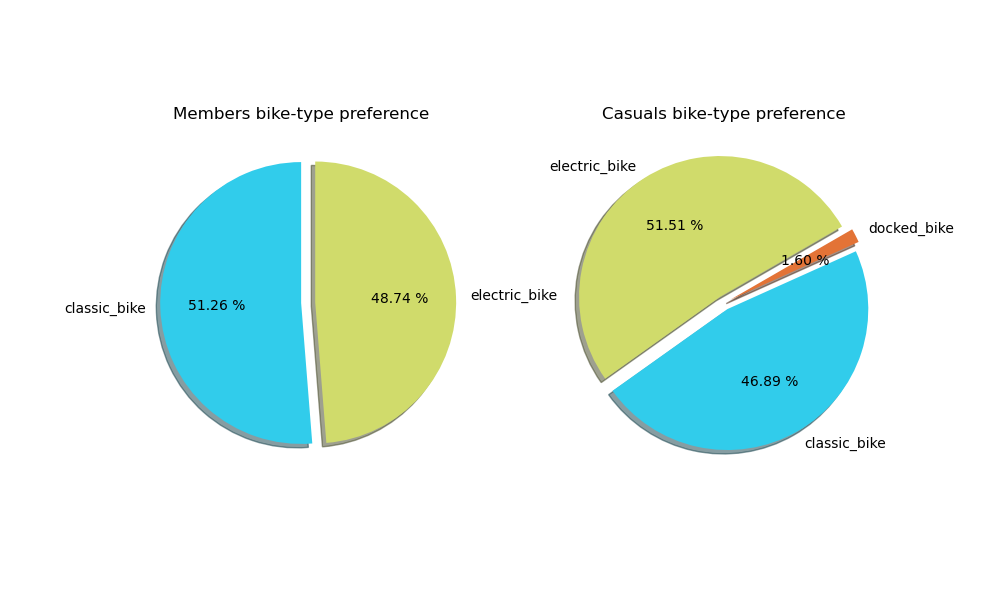 Members bike-type preference
classic_bike
51.26 %
48.74 %
electric_bike
Casuals bike-type preference
electric_bike
51.51 %
docked_bike
1.60 %
46.89 %
classic_bike